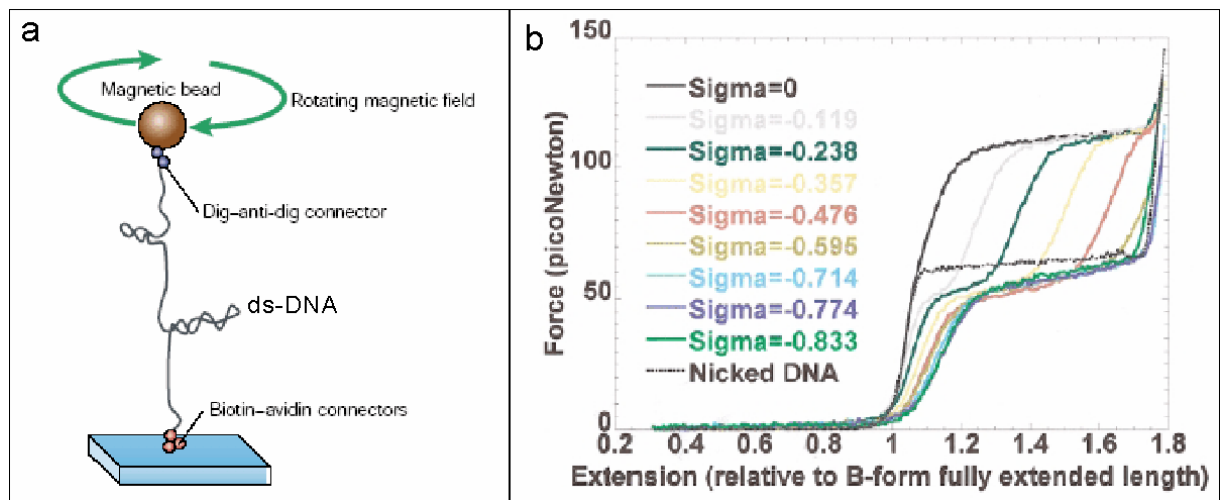 a
Magnetic bead
Rotating magnetic field
Dig–anti-dig connector
ds-DNA
Biotin–avidin connectors
b
Force (picoNewton)
150
100
50
0
Sigma=0
Sigma=-0.119
Sigma=-0.238
Sigma=-0.357
Sigma=-0.476
Sigma=-0.595
Sigma=-0.714
Sigma=-0.774
Sigma=-0.833
Nicked DNA
0.2 0.4 0.6 0.8 1 1.2 1.4 1.6 1.8
Extension (relative to B-form fully extended length)